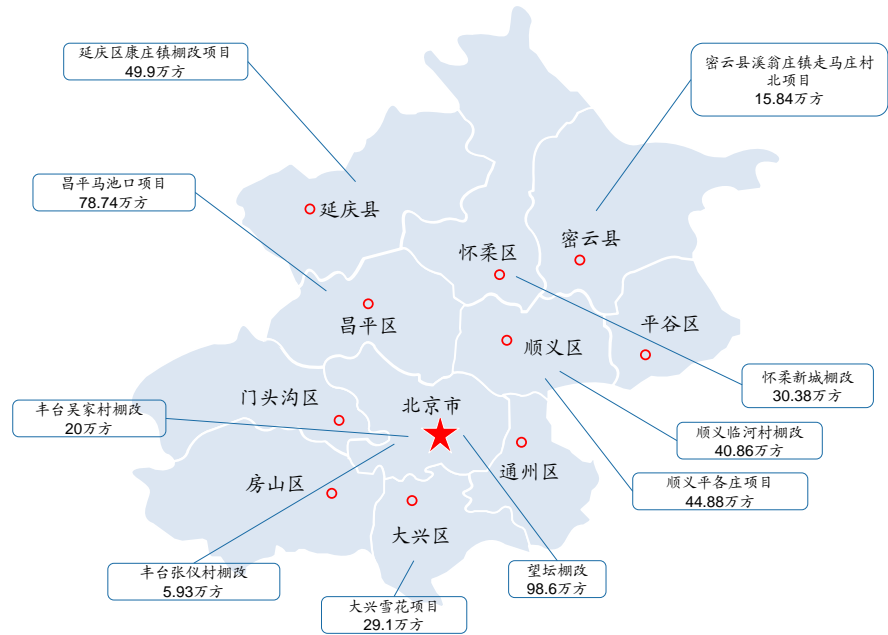 延庆区康庄镇棚改项目
49.9万方
密云县溪翁庄镇走马庄村
北项目
15.84万方
昌平马池口项目
78.74万方
延庆县
怀柔区
密云县
昌平区
顺义区
平谷区
怀柔新城棚改
30.38万方
门头沟区
北京市
丰台吴家村棚改
20万方
顺义临河村棚改
40.86万方
房山区
通州区
顺义平各庄项目
44.88万方
大兴区
丰台张仪村棚改
5.93万方
望坛棚改
98.6万方
大兴雪花项目
29.1万方